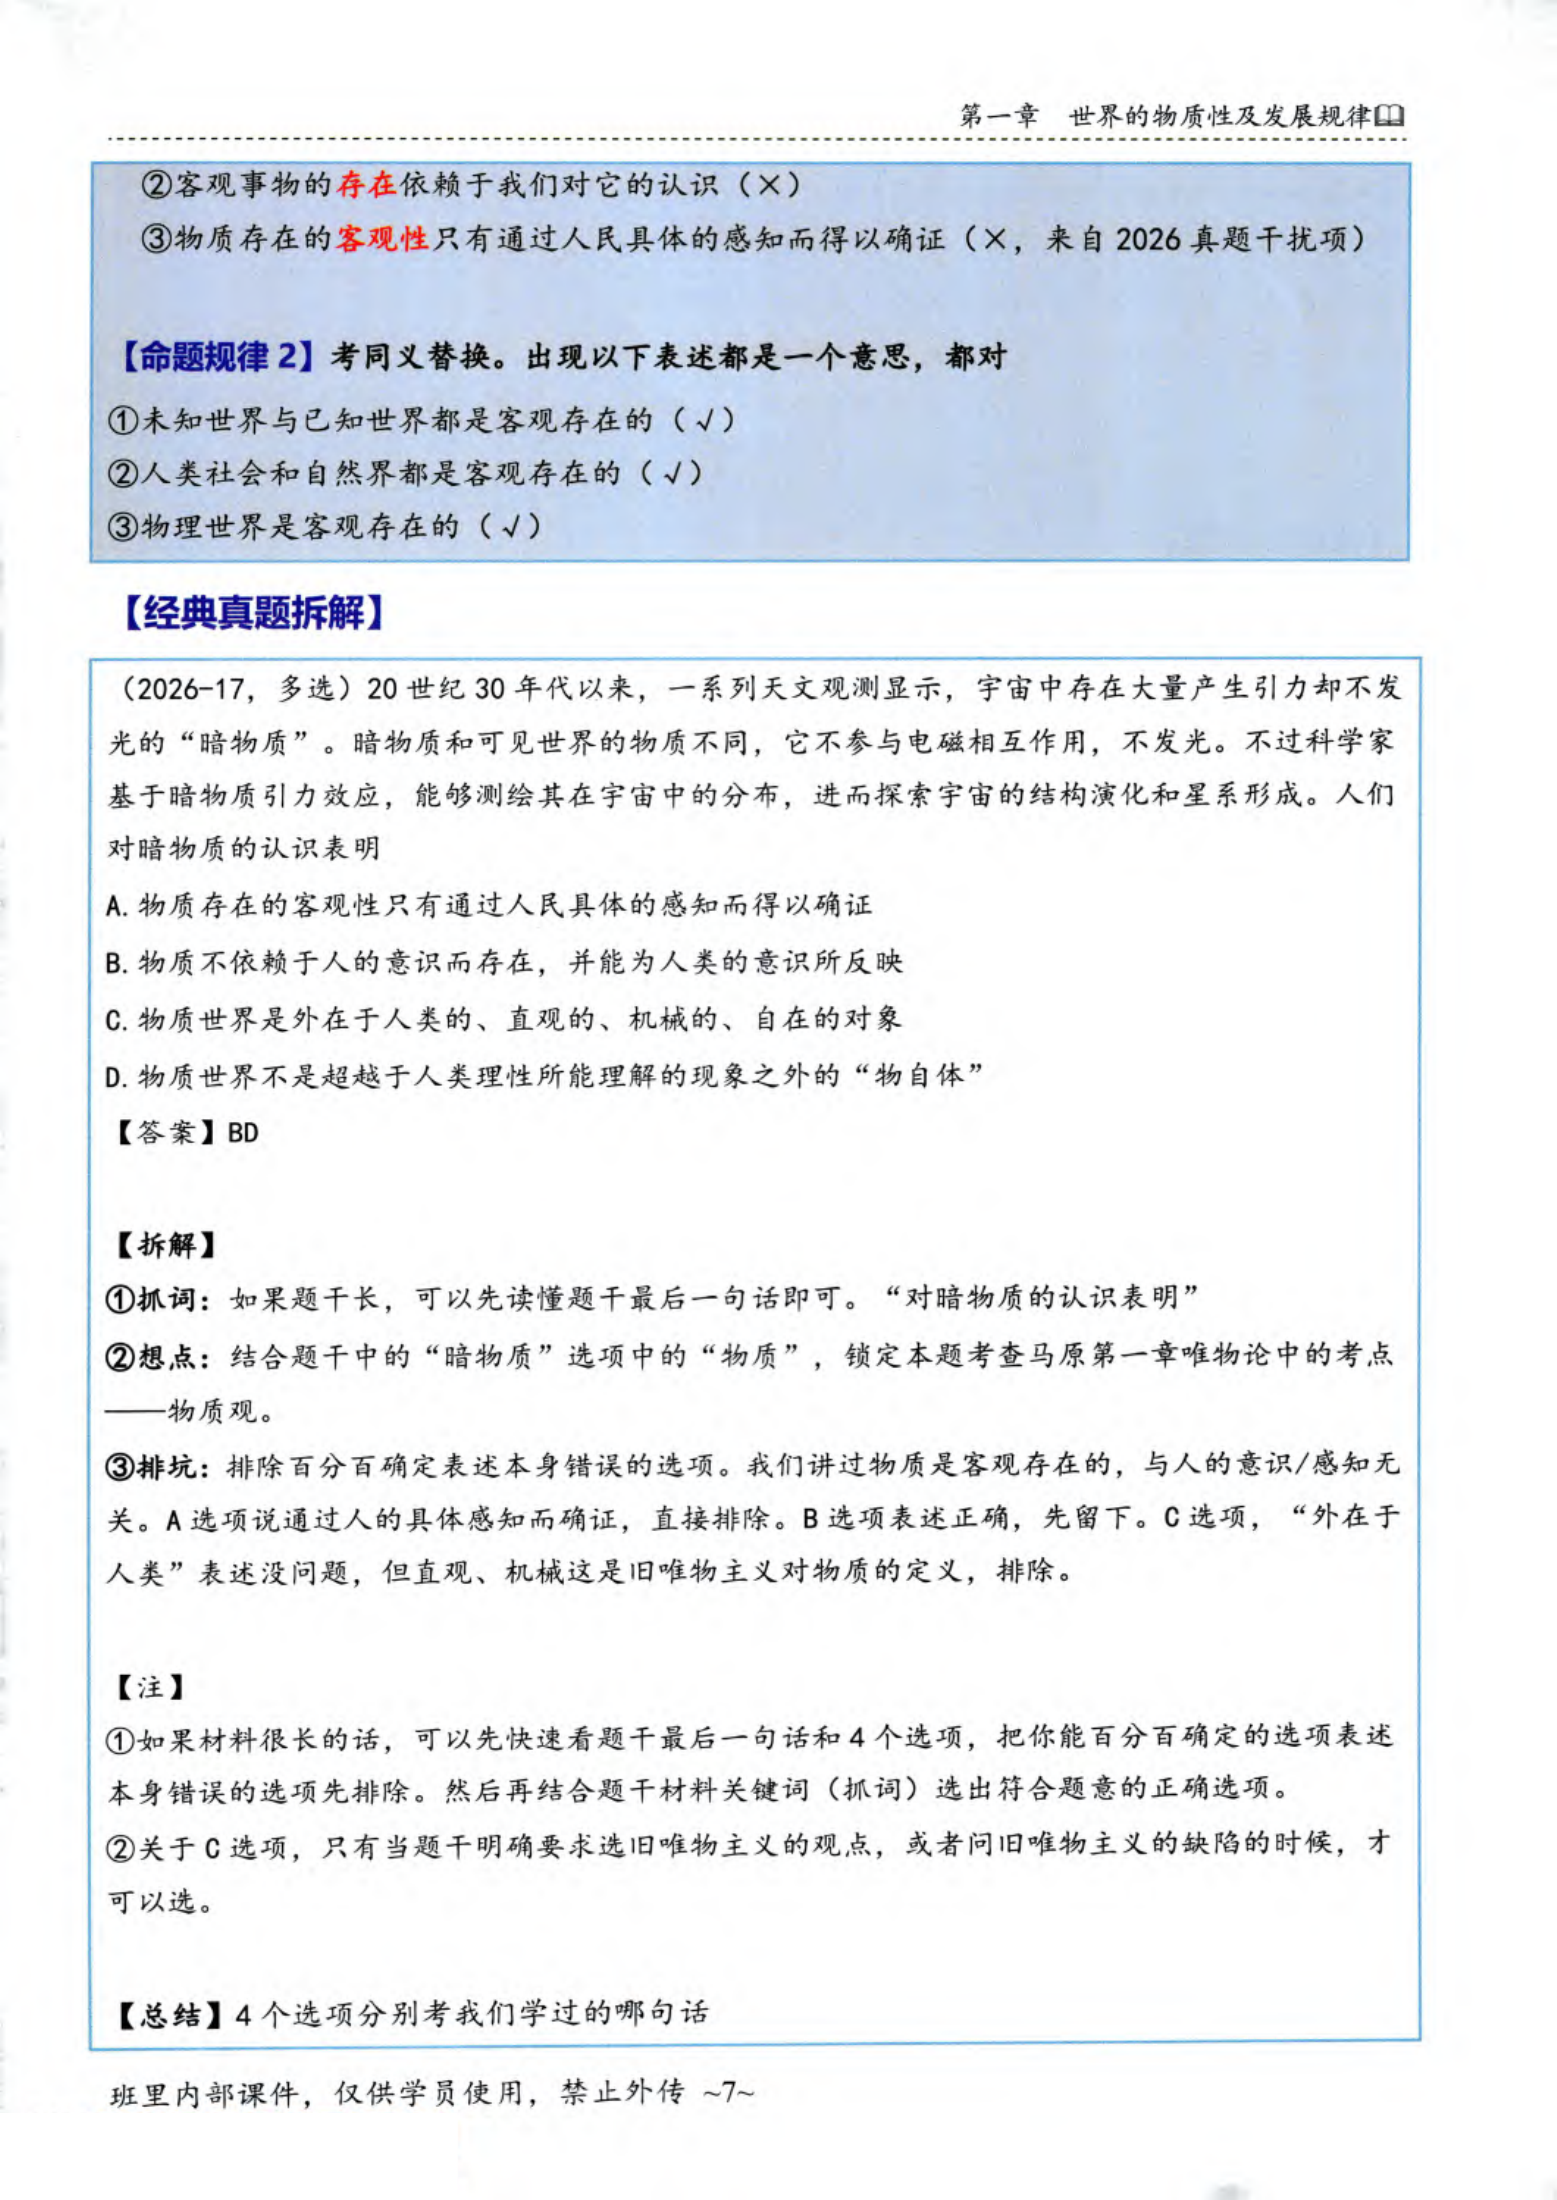 第一章 世界的物质性及发展规律
②客观事物的存在依赖于我们对它的认识（×）
③物质存在的客观性只有通过人民具体的感知而得以确证（×，来自2026真题干扰项）
【命题规律2】考同义替换。出现以下表述都是一个意思，都对
①未知世界与已知世界都是客观存在的（√）
②人类社会和自然界都是客观存在的（√）
③物理世界是客观存在的（√）
【经典真题拆解】
（2026-17，多选）20世纪30年代以来，一系列天文观测显示，宇宙中存在大量产生引力却不发
光的“暗物质”。暗物质和可见世界的物质不同，它不参与电磁相互作用，不发光。不过科学家
基于暗物质引力效应，能够测绘其在宇宙中的分布，进而探索宇宙的结构演化和星系形成。人们
对暗物质的认识表明
A.物质存在的客观性只有通过人民具体的感知而得以确证
B.物质不依赖于人的意识而存在，并能为人类的意识所反映
C.物质世界是外在于人类的、直观的、机械的、自在的对象
D.物质世界不是超越于人类理性所能理解的现象之外的“物自体”
【答案】BD
【拆解】
①抓词：如果题干长，可以先读懂题干最后一句话即可。“对暗物质的认识表明”
②想点：结合题干中的“暗物质”选项中的“物质”，锁定本题考查马原第一章唯物论中的考点
——物质观。
③排坑：排除百分百确定表述本身错误的选项。我们讲过物质是客观存在的，与人的意识/感知无
关。A选项说通过人的具体感知而确证，直接排除。B选项表述正确，先留下。C选项，“外在于
人类”表述没问题，但直观、机械这是旧唯物主义对物质的定义，排除。
【注】
①如果材料很长的话，可以先快速看题干最后一句话和4个选项，把你能百分百确定的选项表述
本身错误的选项先排除。然后再结合题干材料关键词（抓词）选出符合题意的正确选项。
②关于C选项，只有当题干明确要求选旧唯物主义的观点，或者问旧唯物主义的缺陷的时候，才
可以选。
【总结】4个选项分别考我们学过的哪句话
班里内部课件，仅供学员使用，禁止外传 ~7~